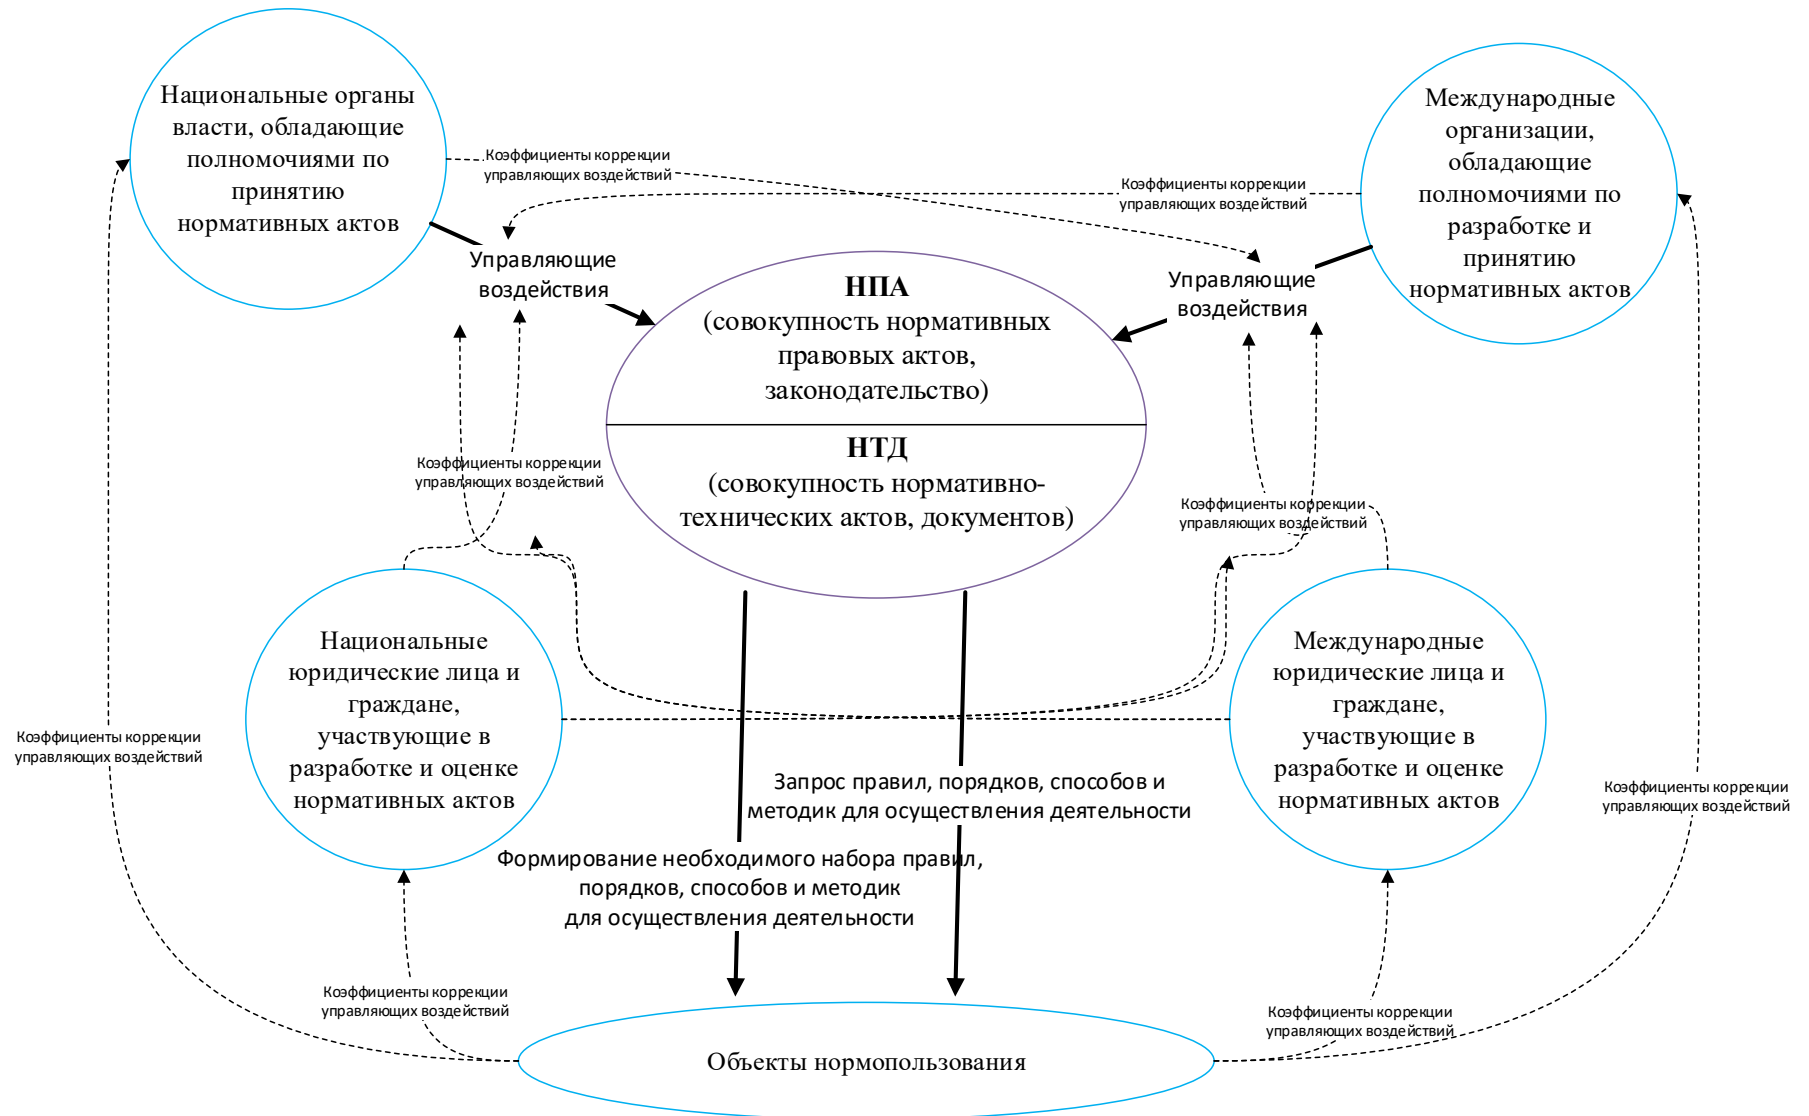 Национальные органы
власти, обладающие
полномочиями по
принятию
нормативных актов
Международные
организации,
обладающие
полномочиями по
разработке и
принятию
нормативных актов
Коэффициенты коррекции
управляющих воздействий
Коэффициенты коррекции
управляющих воздействий
Управляющие
воздействия
Управляющие
воздействия
НПА
(совокупность нормативных
правовых актов,
законодательство)
НТД
(совокупность нормативно-
технических актов, документов)
Коэффициенты коррекции
управляющих воздействий
Коэффициенты коррекции
управляющих воздействий
Национальные
юридические лица и
граждане,
участвующие в
разработке и оценке
нормативных актов
Международные
юридические лица и
граждане,
участвующие в
разработке и оценке
нормативных актов
Коэффициенты коррекции
управляющих воздействий
Запрос правил, порядков, способов и
методик для осуществления деятельности
Коэффициенты коррекции
управляющих воздействий
Формирование необходимого набора правил,
порядков, способов и методик
для осуществления деятельности
Коэффициенты коррекции
управляющих воздействий
Коэффициенты коррекции
управляющих воздействий
Объекты нормопользования